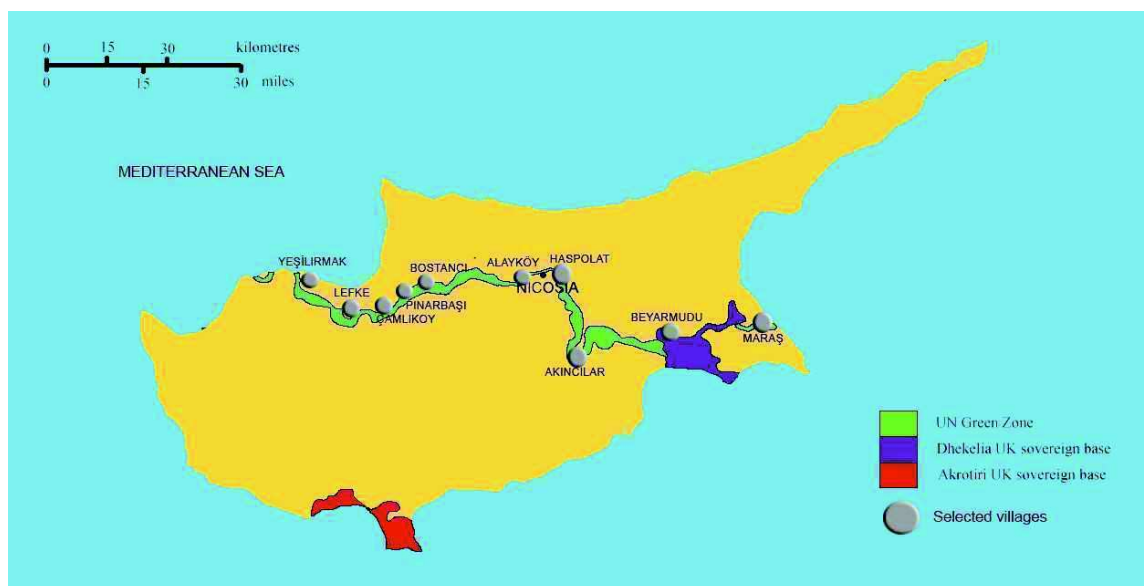 0 15 30 kilometres
0 15 30 miles
MEDITERRANEAN SEA
YEŞİLIRMAK
LEFKE
ÇAMLIKOY
PINARBAŞI
BOSTANCI
ALAYKÖY
HASPOLAT
NICOSIA
AKINCILAR
BEYARMUDU
MARAŞ
UN Green Zone
Dhekelia UK sovereign base
Akrotiri UK sovereign base
Selected villages